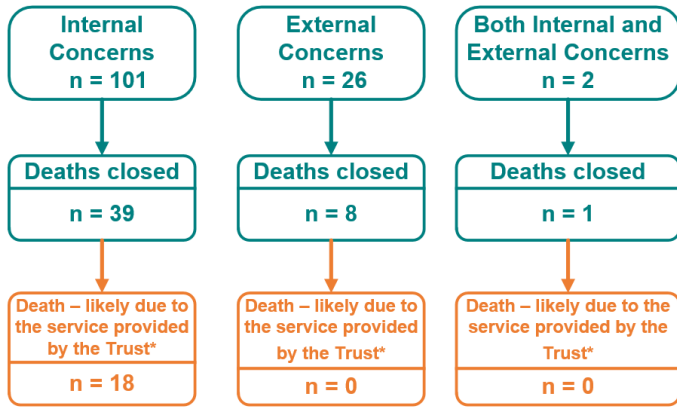 Internal
Concerns
n = 101
External
Concerns
n = 26
Both Internal and
External Concerns
n = 2
Deaths closed
n = 39
Deaths closed
n = 8
Deaths closed
n = 1
Death – likely due to
the service provided
by the Trust*
n = 18
Death – likely due to
the service provided
by the Trust*
n = 0
Death – likely due to the
service provided by the
Trust*
n = 0